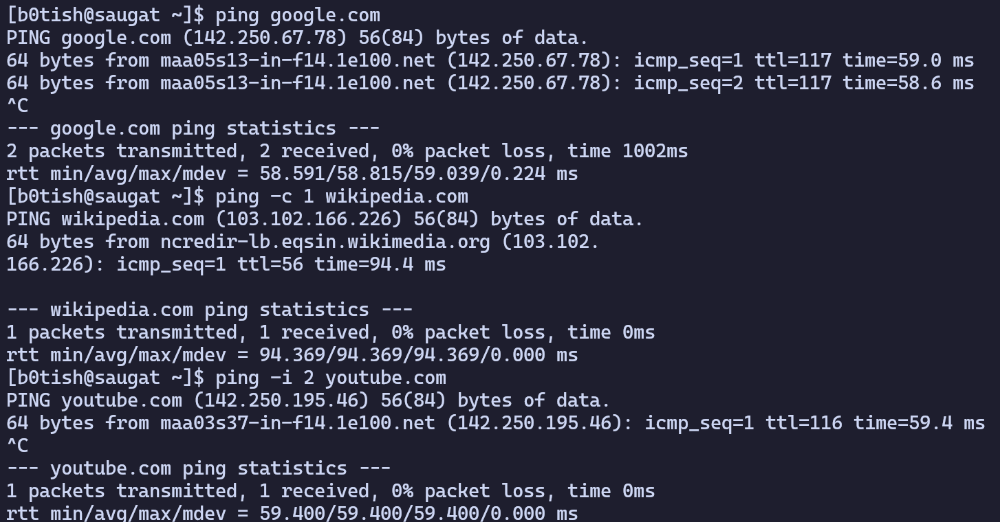 [b0tish@saugat ~]$ ping google.com
PING google.com (142.250.67.78) 56(84) bytes of data.
64 bytes from maa05s13-in-f14.1e100.net (142.250.67.78): icmp_seq=1 ttl=117 time=59.0 ms
64 bytes from maa05s13-in-f14.1e100.net (142.250.67.78): icmp_seq=2 ttl=117 time=58.6 ms
^C
--- google.com ping statistics ---
2 packets transmitted, 2 received, 0% packet loss, time 1002ms
rtt min/avg/max/mdev = 58.591/58.815/59.039/0.224 ms
[b0tish@saugat ~]$ ping -c 1 wikipedia.com
PING wikipedia.com (103.102.166.226) 56(84) bytes of data.
64 bytes from ncredir-lb.eqsin.wikimedia.org (103.102.
166.226): icmp_seq=1 ttl=56 time=94.4 ms
--- wikipedia.com ping statistics ---
1 packets transmitted, 1 received, 0% packet loss, time 0ms
rtt min/avg/max/mdev = 94.369/94.369/94.369/0.000 ms
[b0tish@saugat ~]$ ping -i 2 youtube.com
PING youtube.com (142.250.195.46) 56(84) bytes of data.
64 bytes from maa03s37-in-f14.1e100.net (142.250.195.46): icmp_seq=1 ttl=116 time=59.4 ms
^C
--- youtube.com ping statistics ---
1 packets transmitted, 1 received, 0% packet loss, time 0ms
rtt min/avg/max/mdev = 59.400/59.400/59.400/0.000 ms